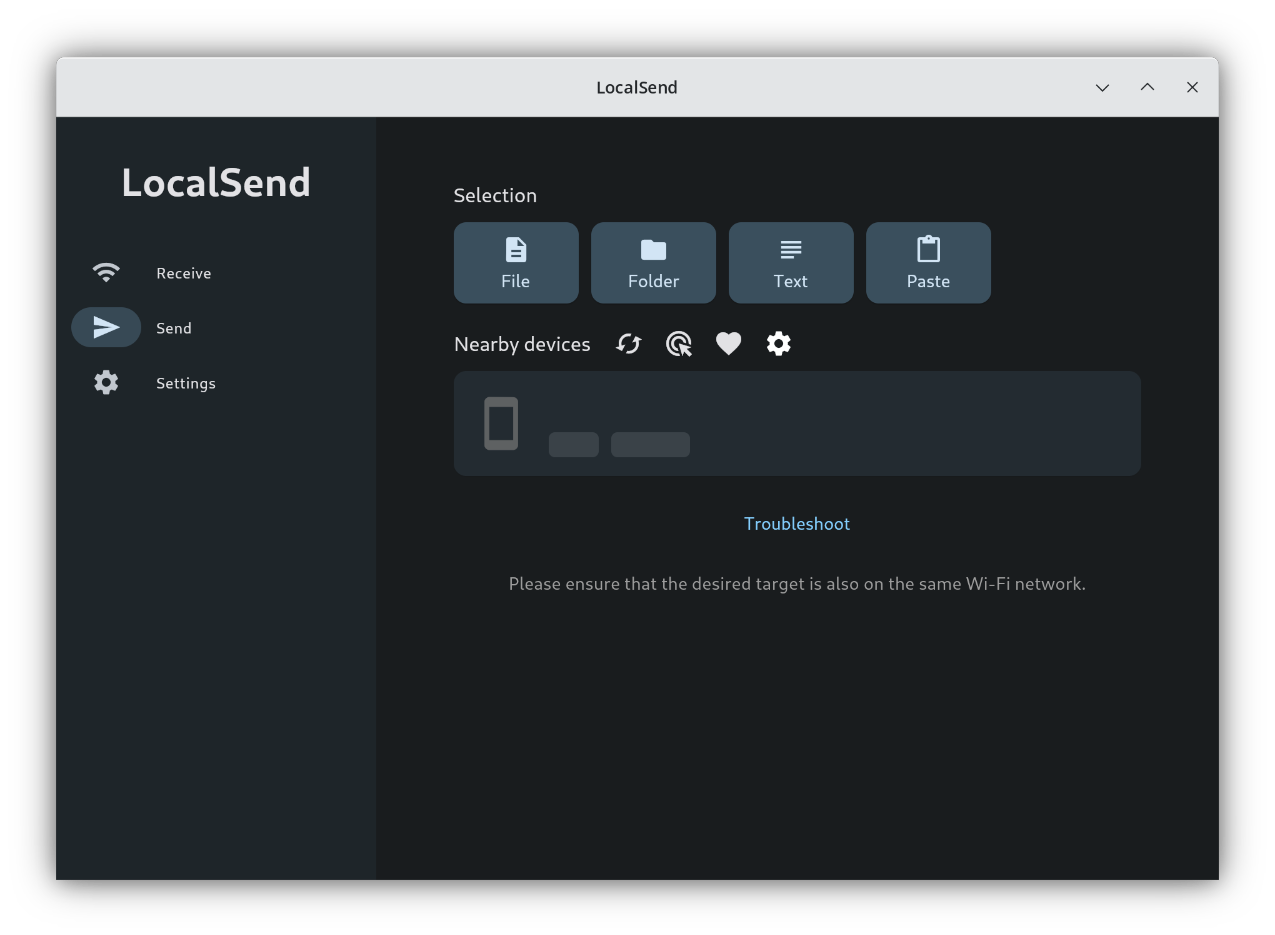 LocalSend
LocalSend
Receive
Send
Settings
Selection
File
Folder
Text
Paste
Nearby devices
Troubleshoot
Please ensure that the desired target is also on the same Wi-Fi network.